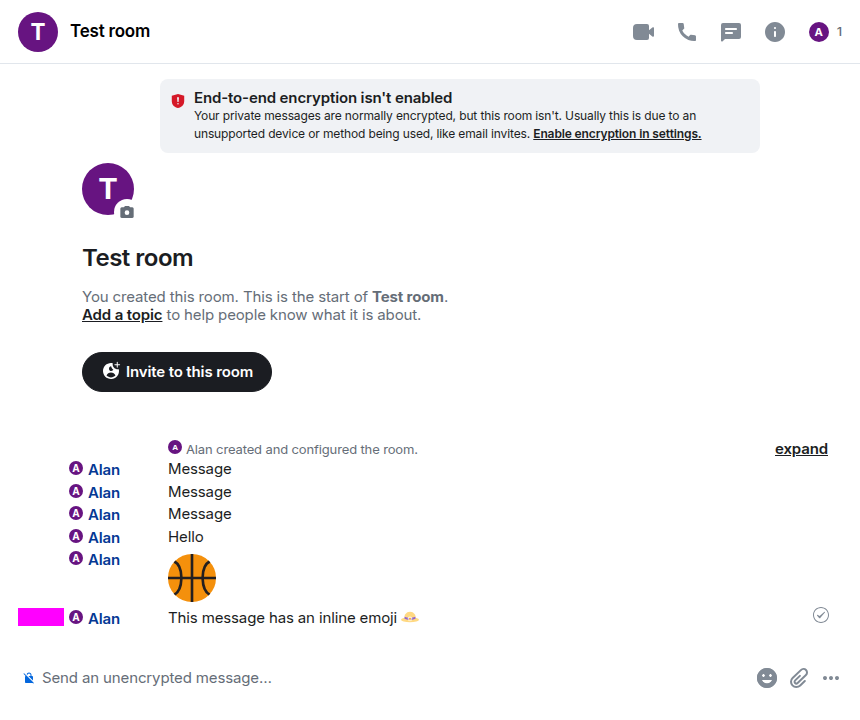 T Test room A 1
End-to-end encryption isn't enabled
Your private messages are normally encrypted, but this room isn't. Usually this is due to an
unsupported device or method being used, like email invites. Enable encryption in settings.
T
Test room
You created this room. This is the start of Test room.
Add a topic to help people know what it is about.
Invite to this room
A Alan created and configured the room. expand
A Alan Message
A Alan Message
A Alan Message
A Alan Hello
A Alan
A Alan This message has an inline emoji
Send an unencrypted message...